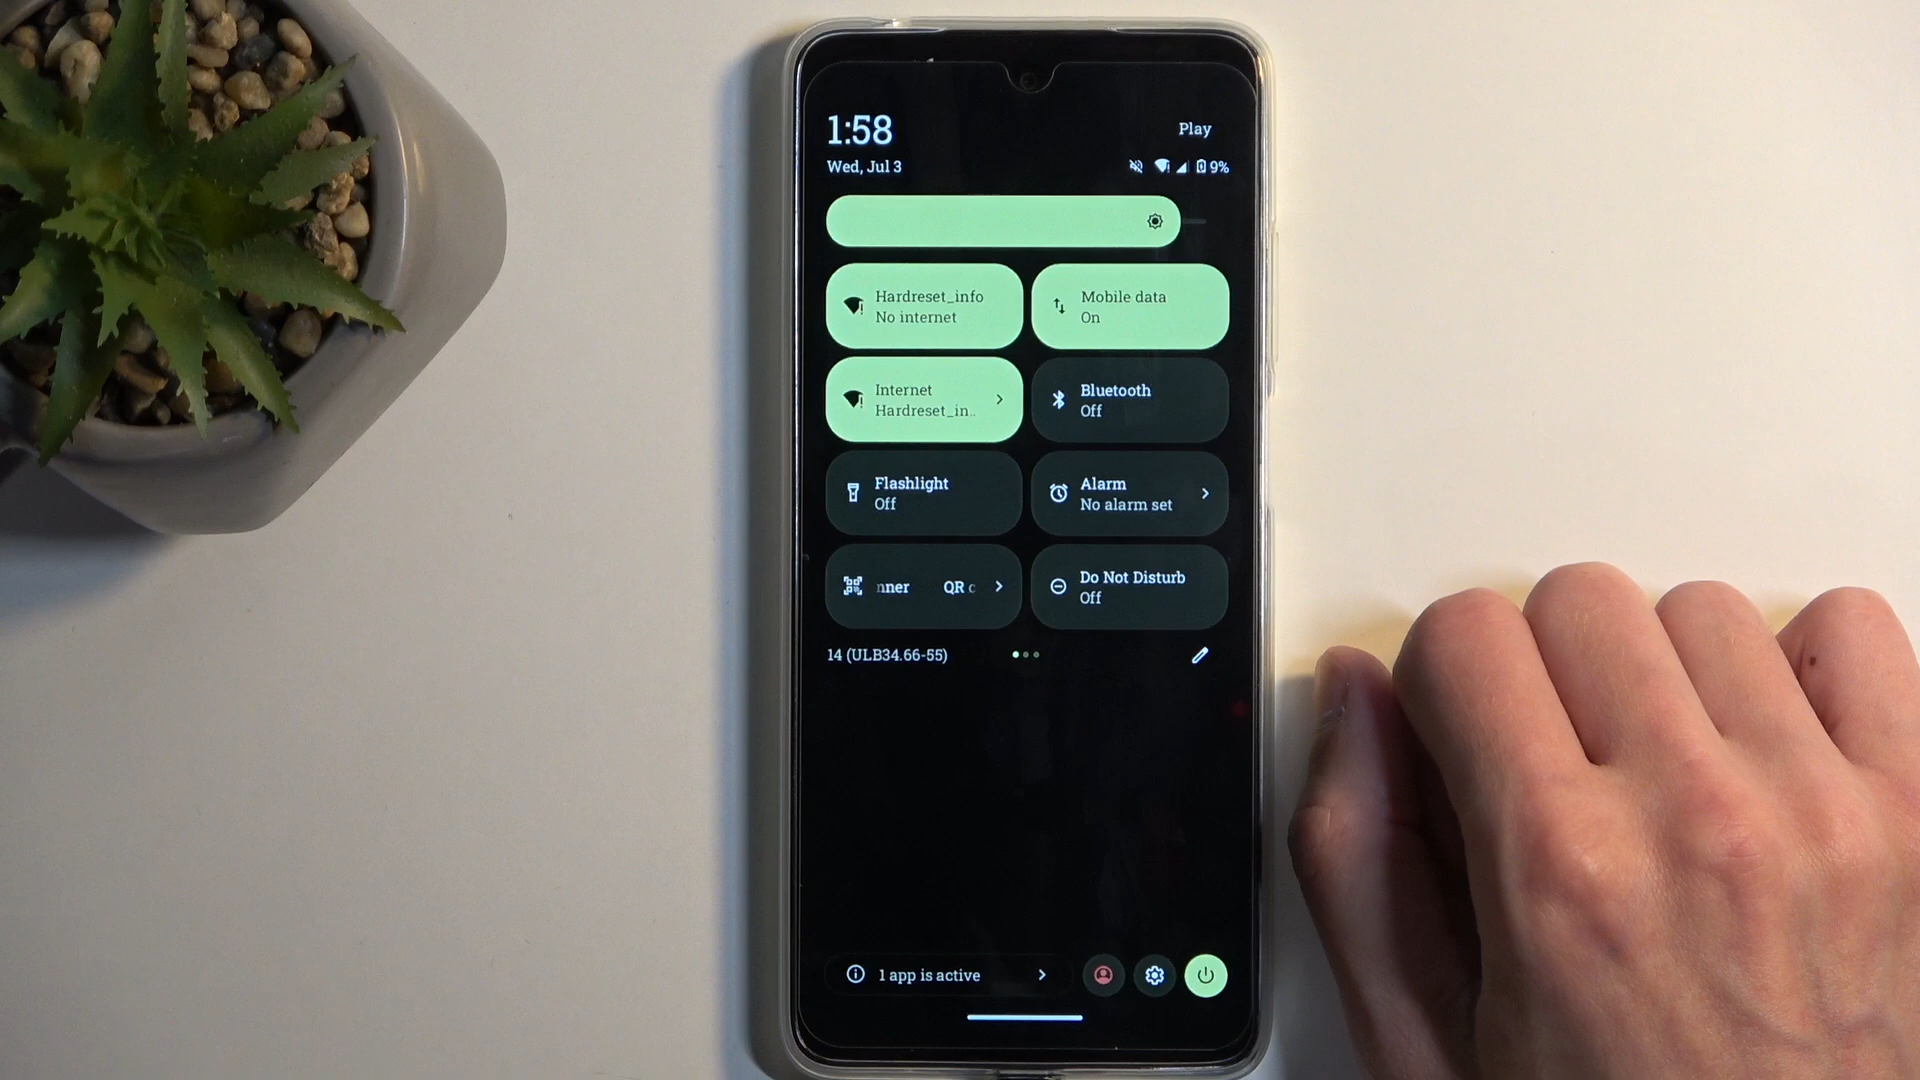 1:58
Play
Wed, Jul 3
9%
Hardreset_info
No internet
Mobile data
On
Internet
Hardreset_in..
Bluetooth
Off
Flashlight
Off
Alarm
No alarm set
nner QR c
Do Not Disturb
Off
14 (ULB34.66-55)
1 app is active